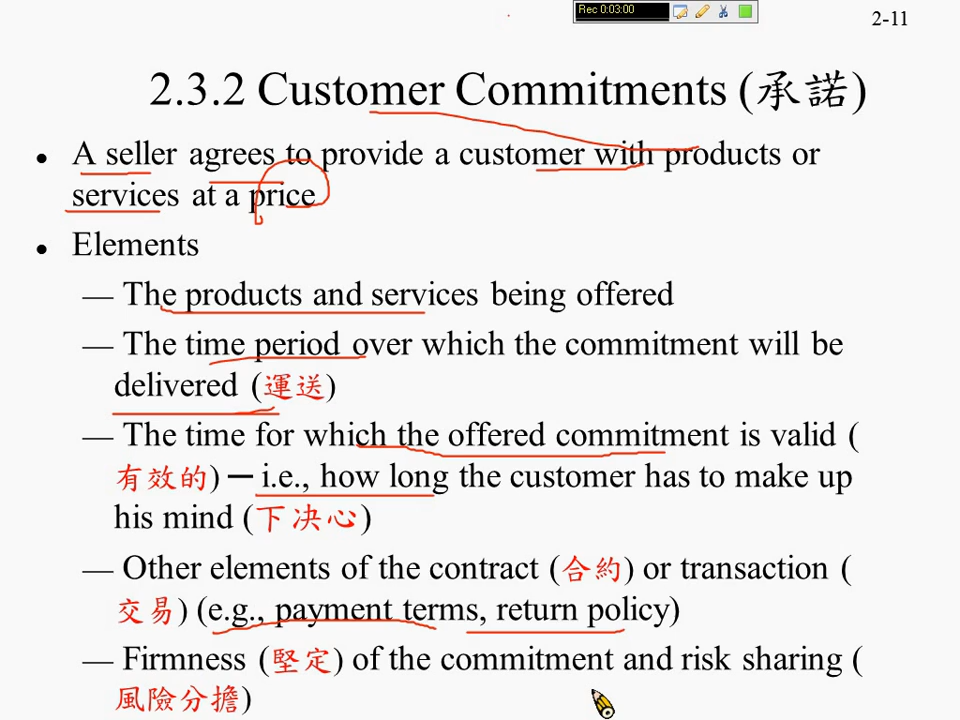 Rec 0:03:00
2-11
2.3.2 Customer Commitments (承諾)
● A seller agrees to provide a customer with products or
services at a price
● Elements
— The products and services being offered
— The time period over which the commitment will be
delivered (運送)
— The time for which the offered commitment is valid (
有效的) ─ i.e., how long the customer has to make up
his mind (下決心)
— Other elements of the contract (合約) or transaction (
交易) (e.g., payment terms, return policy)
— Firmness (堅定) of the commitment and risk sharing (
風險分擔)